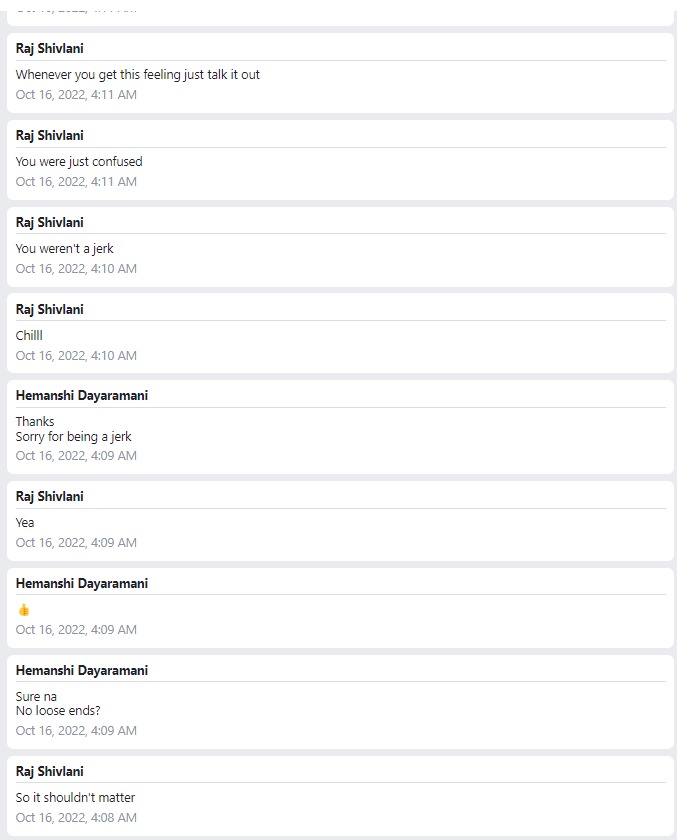 Raj Shivlani
Whenever you get this feeling just talk it out
Oct 16, 2022, 4:11 AM
Raj Shivlani
You were just confused
Oct 16, 2022, 4:11 AM
Raj Shivlani
You weren't a jerk
Oct 16, 2022, 4:10 AM
Raj Shivlani
Chilll
Oct 16, 2022, 4:10 AM
Hemanshi Dayaramani
Thanks
Sorry for being a jerk
Oct 16, 2022, 4:09 AM
Raj Shivlani
Yea
Oct 16, 2022, 4:09 AM
Hemanshi Dayaramani
👍
Oct 16, 2022, 4:09 AM
Hemanshi Dayaramani
Sure na
No loose ends?
Oct 16, 2022, 4:09 AM
Raj Shivlani
So it shouldn't matter
Oct 16, 2022, 4:08 AM